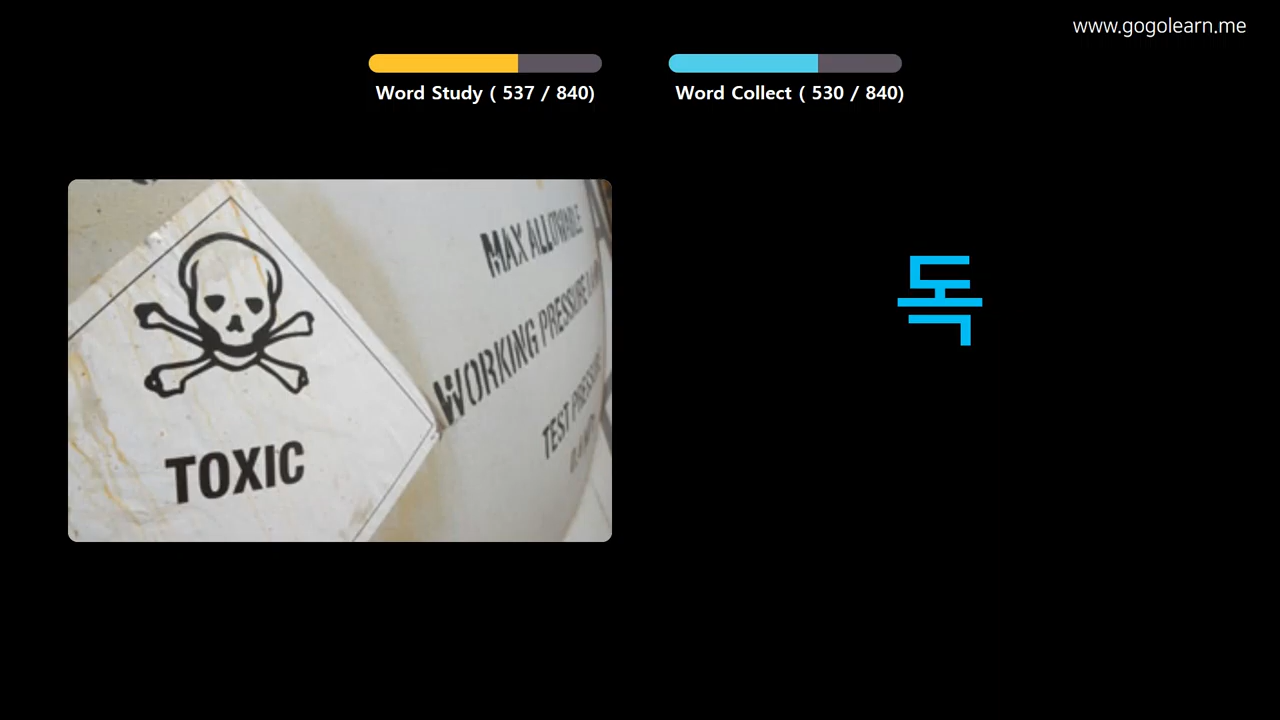 www.gogolearn.me
Word Study ( 537 / 840)
Word Collect ( 530 / 840)
독
MAX ALLOWABLE
WORKING PRESSURE
TEST PRESSURE
TOXIC